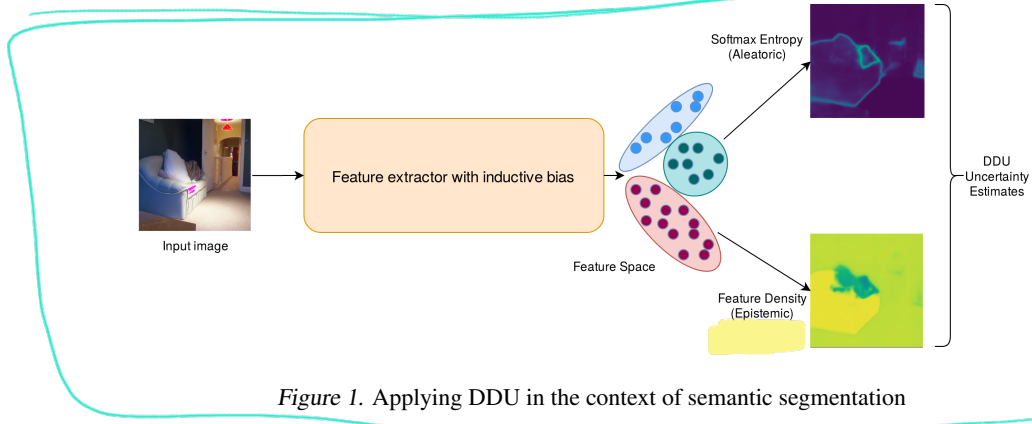 Softmax Entropy
(Aleatoric)
Feature extractor with inductive bias
DDU
Uncertainty
Estimates
Input image
Feature Space
Feature Density
(Epistemic)
Figure 1. Applying DDU in the context of semantic segmentation